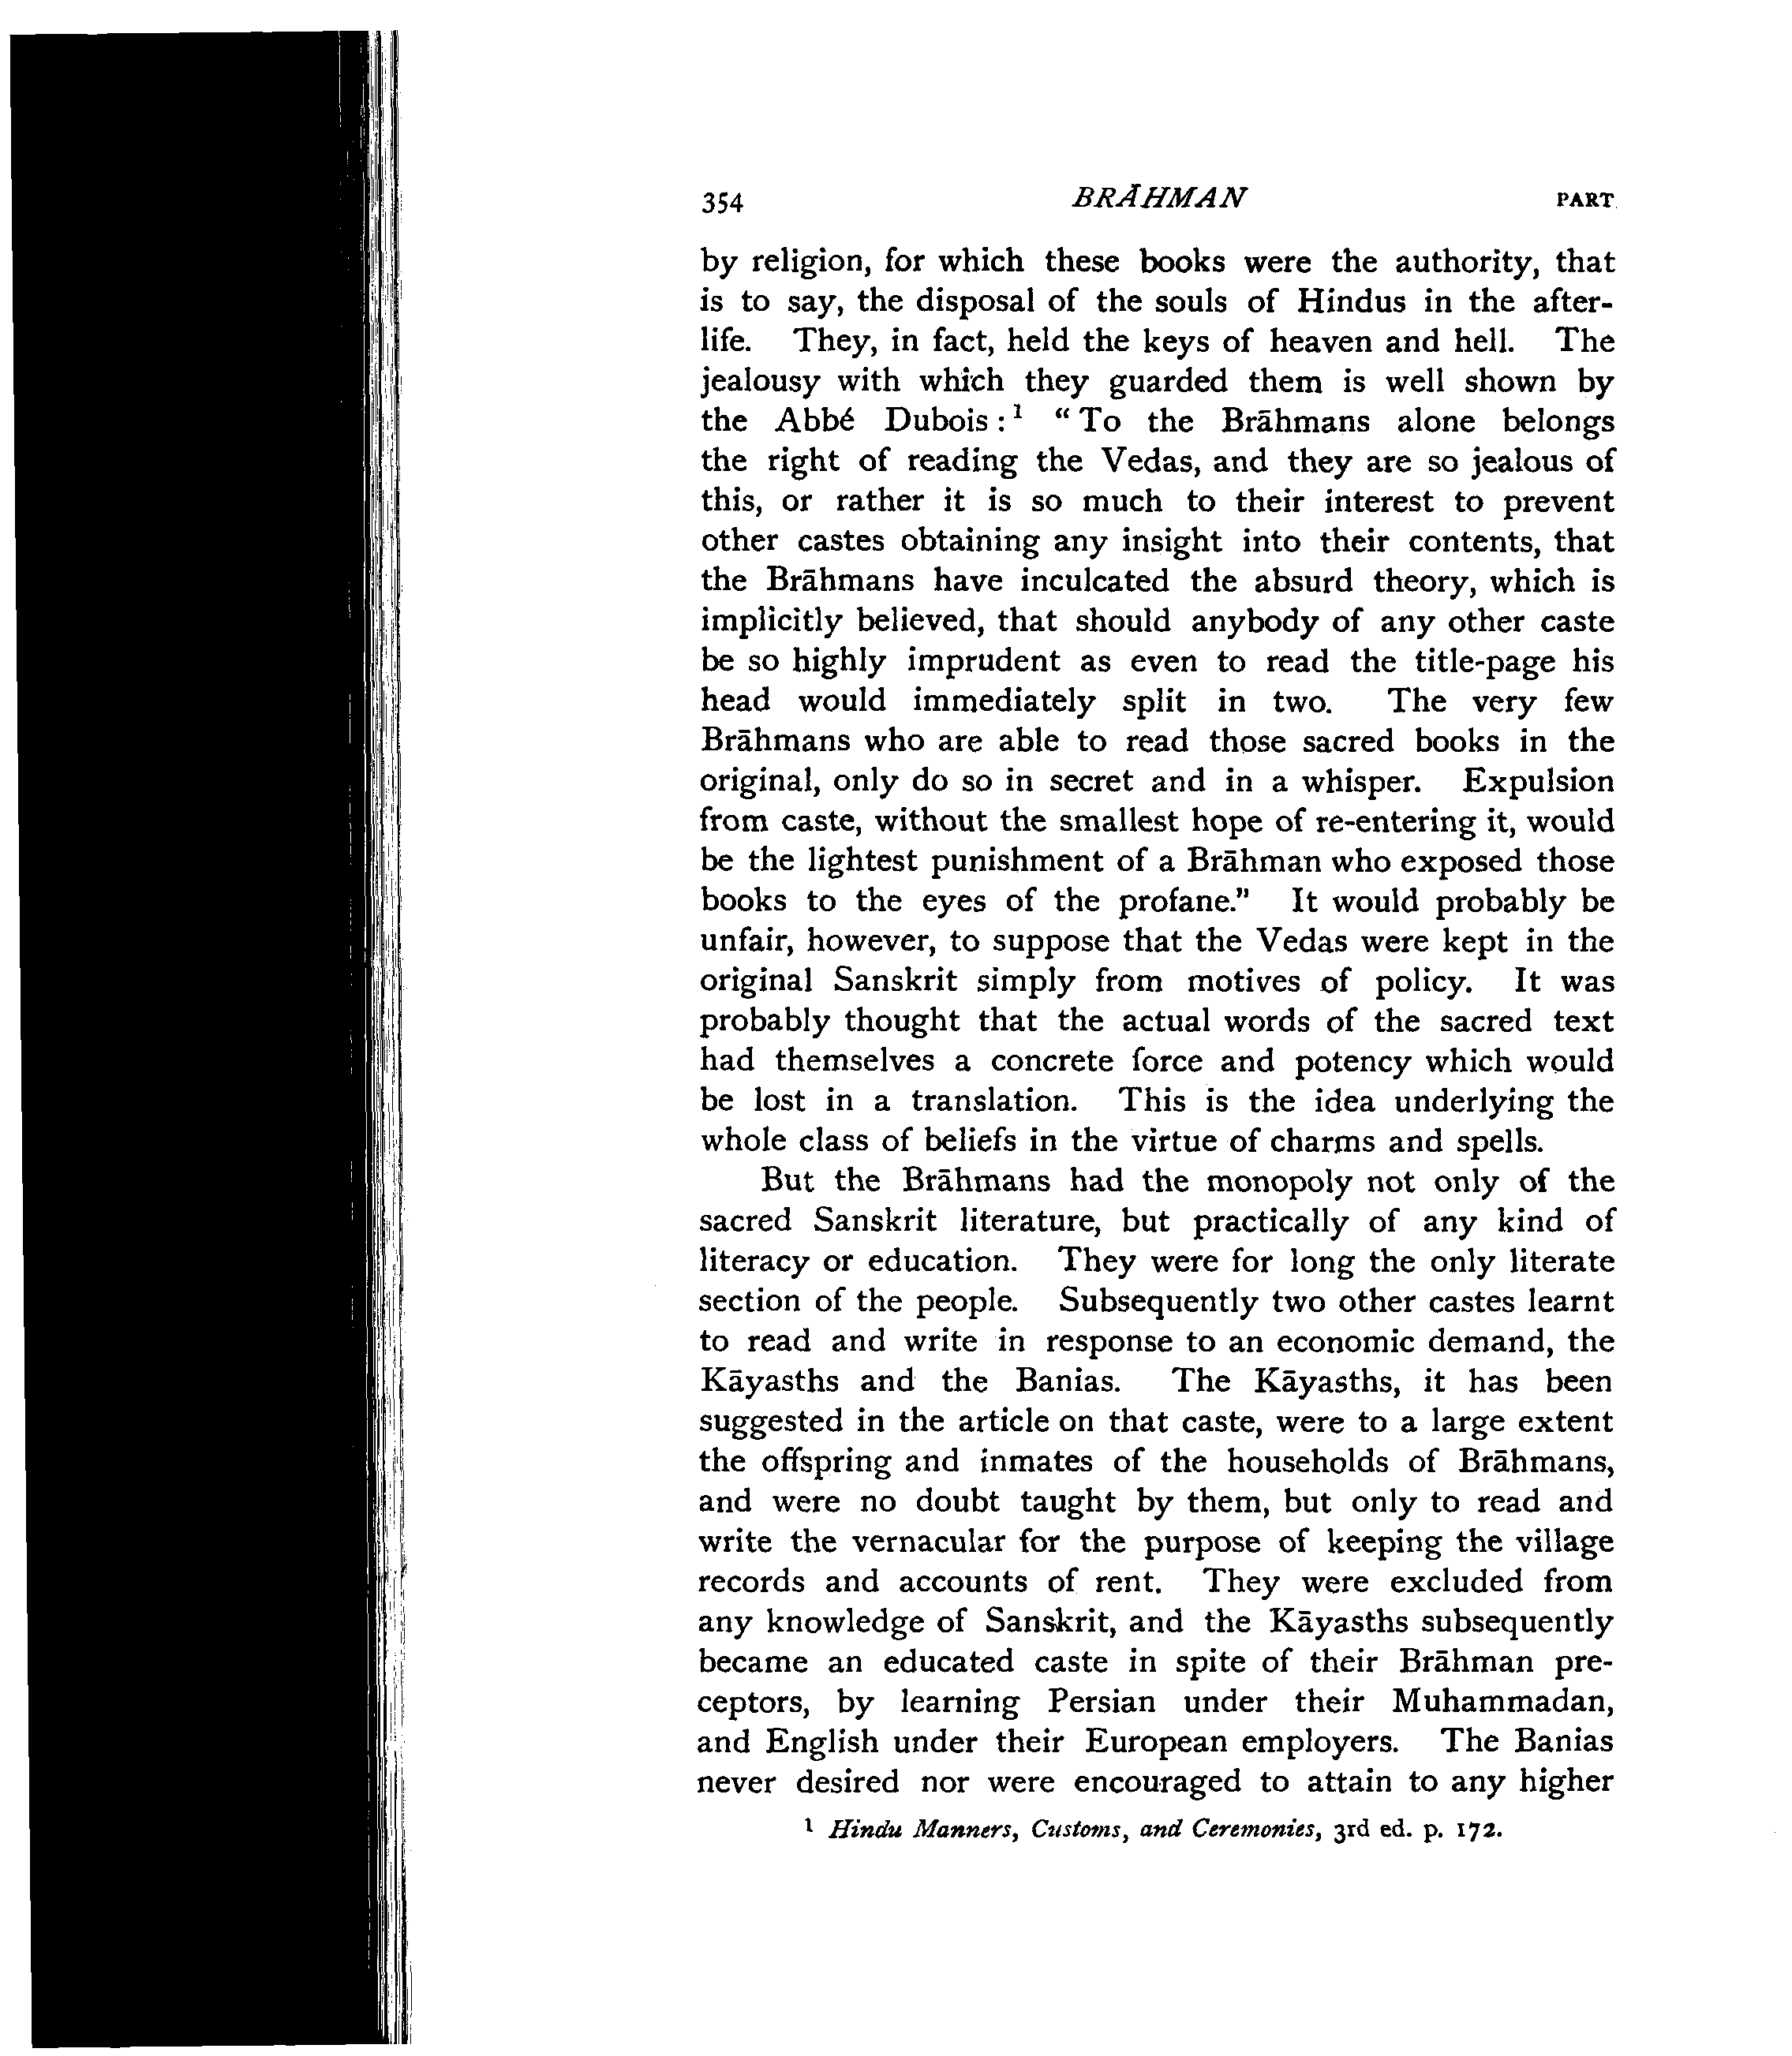 354 BRĀHMAN PART
by religion, for which these books were the authority, that
is to say, the disposal of the souls of Hindus in the after-
life. They, in fact, held the keys of heaven and hell. The
jealousy with which they guarded them is well shown by
the Abbé Dubois :¹ “ To the Brāhmans alone belongs
the right of reading the Vedas, and they are so jealous of
this, or rather it is so much to their interest to prevent
other castes obtaining any insight into their contents, that
the Brāhmans have inculcated the absurd theory, which is
implicitly believed, that should anybody of any other caste
be so highly imprudent as even to read the title-page his
head would immediately split in two. The very few
Brāhmans who are able to read those sacred books in the
original, only do so in secret and in a whisper. Expulsion
from caste, without the smallest hope of re-entering it, would
be the lightest punishment of a Brāhman who exposed those
books to the eyes of the profane.” It would probably be
unfair, however, to suppose that the Vedas were kept in the
original Sanskrit simply from motives of policy. It was
probably thought that the actual words of the sacred text
had themselves a concrete force and potency which would
be lost in a translation. This is the idea underlying the
whole class of beliefs in the virtue of charms and spells.
But the Brāhmans had the monopoly not only of the
sacred Sanskrit literature, but practically of any kind of
literacy or education. They were for long the only literate
section of the people. Subsequently two other castes learnt
to read and write in response to an economic demand, the
Kāyasths and the Banias. The Kāyasths, it has been
suggested in the article on that caste, were to a large extent
the offspring and inmates of the households of Brāhmans,
and were no doubt taught by them, but only to read and
write the vernacular for the purpose of keeping the village
records and accounts of rent. They were excluded from
any knowledge of Sanskrit, and the Kāyasths subsequently
became an educated caste in spite of their Brāhman pre-
ceptors, by learning Persian under their Muhammadan,
and English under their European employers. The Banias
never desired nor were encouraged to attain to any higher
¹ Hindu Manners, Customs, and Ceremonies, 3rd ed. p. 172.